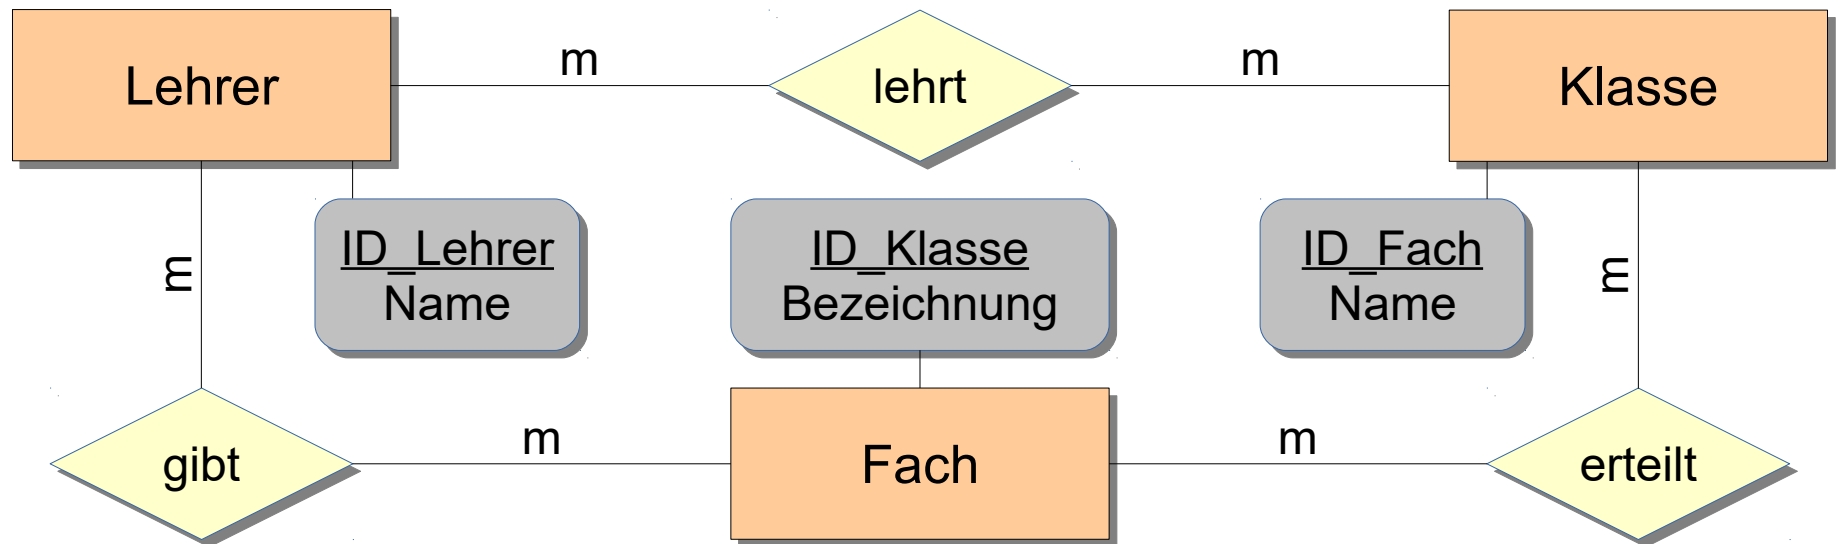 Lehrer
m
lehrt
m
Klasse
m
ID_Lehrer
Name
ID_Klasse
Bezeichnung
ID_Fach
Name
m
gibt
m
Fach
m
erteilt